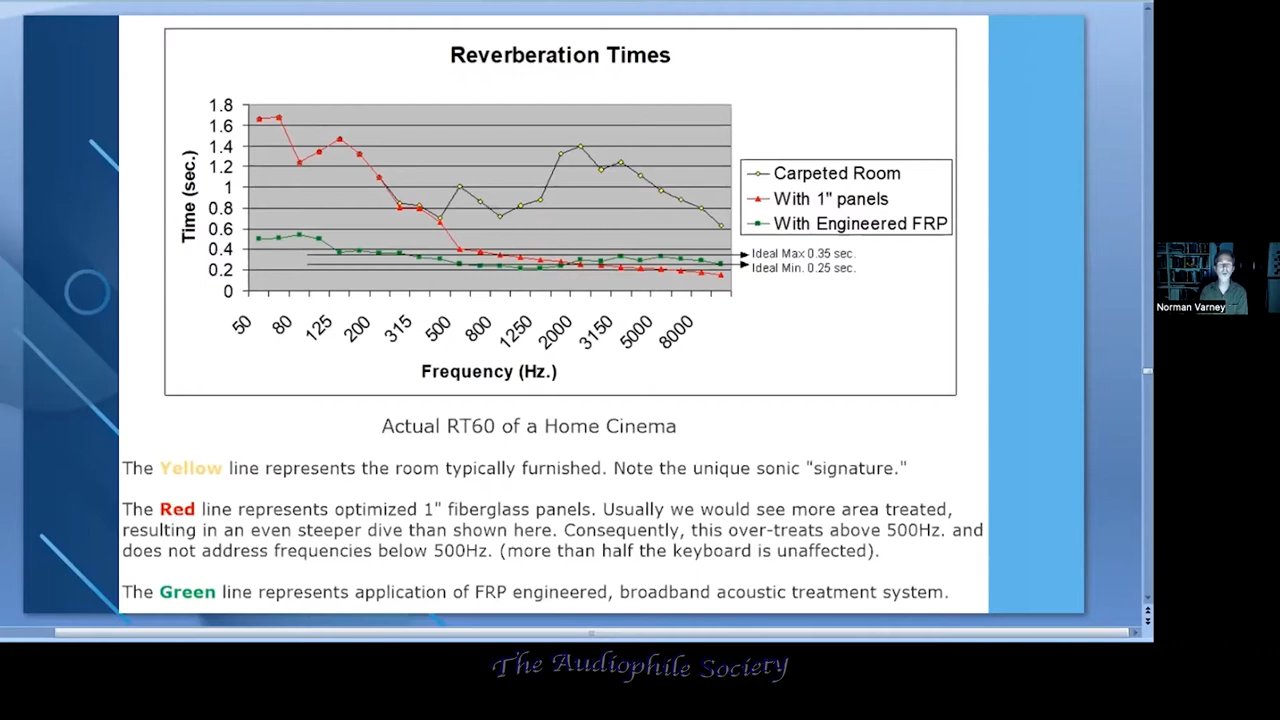 Reverberation Times
1.8
1.6
1.4
1.2
1
0.8
0.6
0.4
0.2
0
Time (sec.)
50
80
125
200
315
500
800
1250
2000
3150
5000
8000
Frequency (Hz.)
Carpeted Room
With 1" panels
With Engineered FRP
Ideal Max 0.35 sec.
Ideal Min. 0.25 sec.
Actual RT60 of a Home Cinema
The Yellow line represents the room typically furnished. Note the unique sonic "signature."
The Red line represents optimized 1" fiberglass panels. Usually we would see more area treated,
resulting in an even steeper dive than shown here. Consequently, this over-treats above 500Hz. and
does not address frequencies below 500Hz. (more than half the keyboard is unaffected).
The Green line represents application of FRP engineered, broadband acoustic treatment system.
Norman Varney
The Audiophile Society